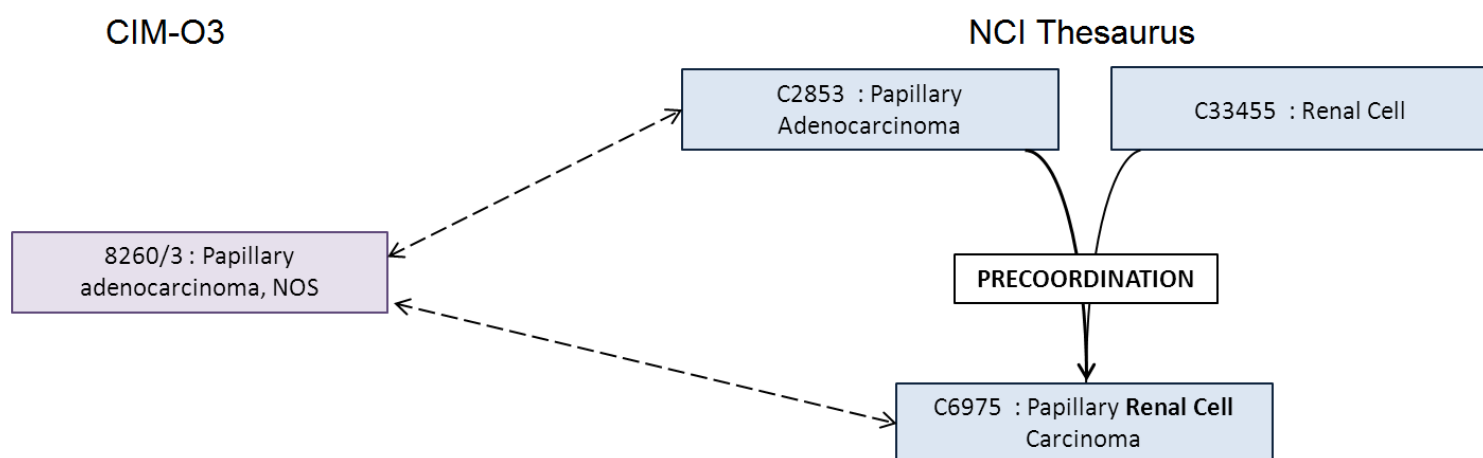 CIM-O3
NCI Thesaurus
C2853 : Papillary
Adenocarcinoma
C33455 : Renal Cell
8260/3 : Papillary
adenocarcinoma, NOS
PRECOORDINATION
C6975 : Papillary Renal Cell
Carcinoma